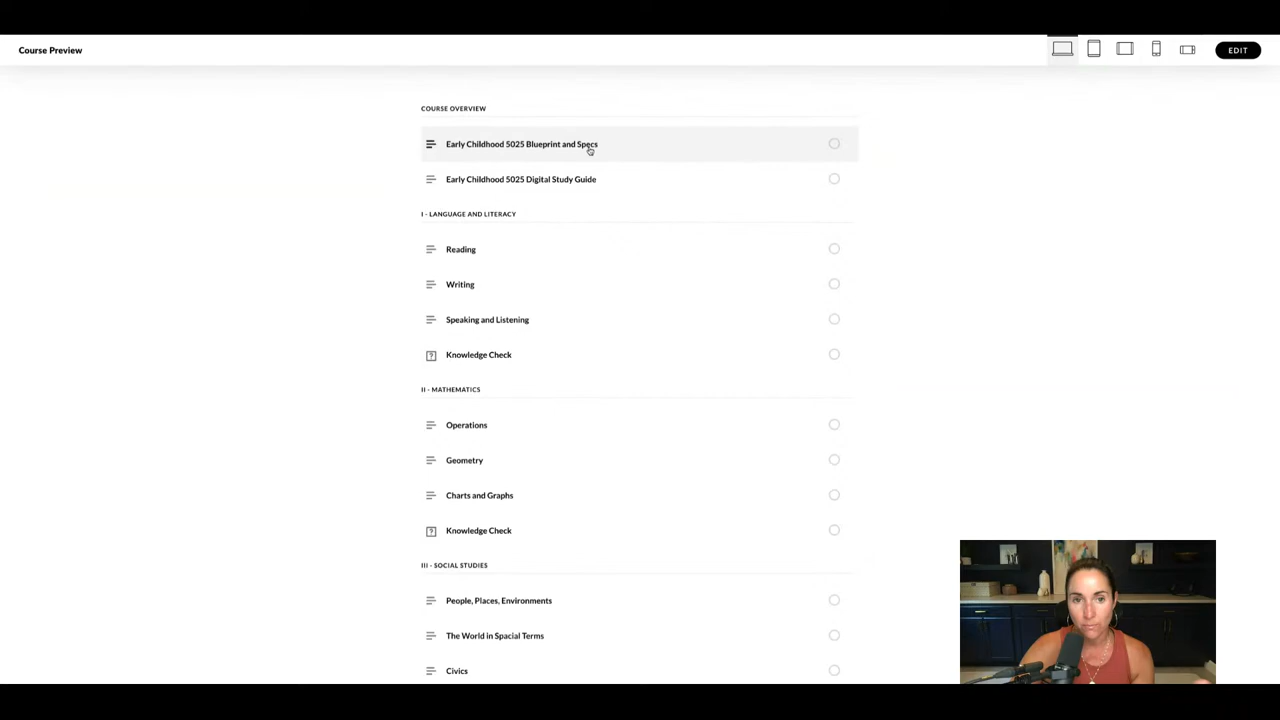 Course Preview
EDIT
COURSE OVERVIEW
Early Childhood 5025 Blueprint and Specs
Early Childhood 5025 Digital Study Guide
I - LANGUAGE AND LITERACY
Reading
Writing
Speaking and Listening
Knowledge Check
II - MATHEMATICS
Operations
Geometry
Charts and Graphs
Knowledge Check
III - SOCIAL STUDIES
People, Places, Environments
The World in Spacial Terms
Civics